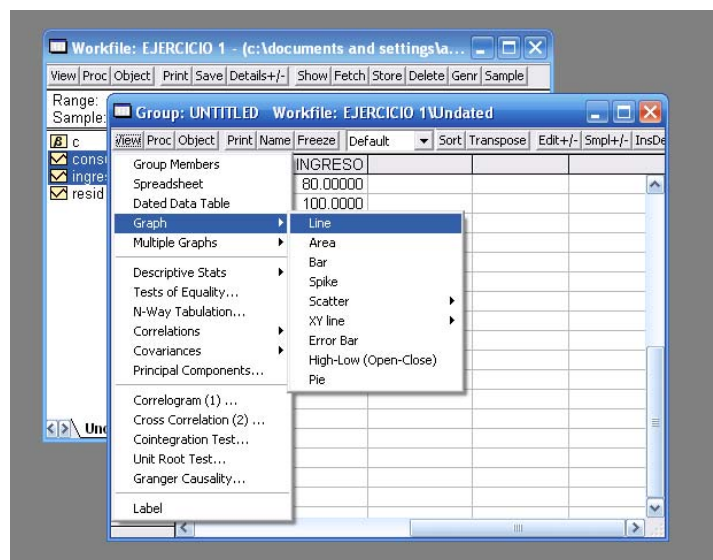 Workfile: EJERCICIO 1 - (c:\documents and settings\a...
View Proc Object Print Save Details+/- Show Fetch Store Delete Genr Sample
Range:
Sample:
B c
ingre
resid
Group: UNTITLED Workfile: EJERCICIO 1\Undated
View Proc Object Print Name Freeze Default Sort Transpose Edit+/- Smpl+/- InsDe
INGRESO
80.00000
100.0000
Group Members
Spreadsheet
Dated Data Table
Graph
Multiple Graphs
Descriptive Stats
Tests of Equality...
N-Way Tabulation...
Correlations
Covariances
Principal Components...
Correlogram (1) ...
Cross Correlation (2) ...
Cointegration Test...
Unit Root Test...
Granger Causality...
Label
Line
Area
Bar
Spike
Scatter
XY line
Error Bar
High-Low (Open-Close)
Pie